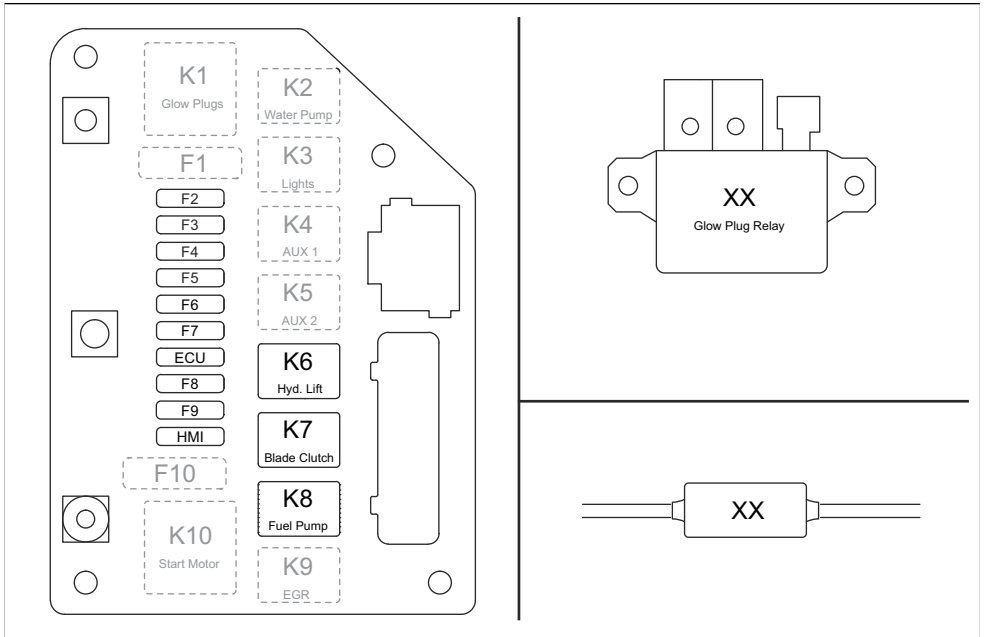 K1
Glow Plugs
F1
F2
F3
F4
F5
F6
F7
ECU
F8
F9
HMI
F10
K10
Start Motor
K2
Water Pump
K3
Lights
K4
AUX 1
K5
AUX 2
K6
Hyd. Lift
K7
Blade Clutch
K8
Fuel Pump
K9
EGR
XX
Glow Plug Relay
XX